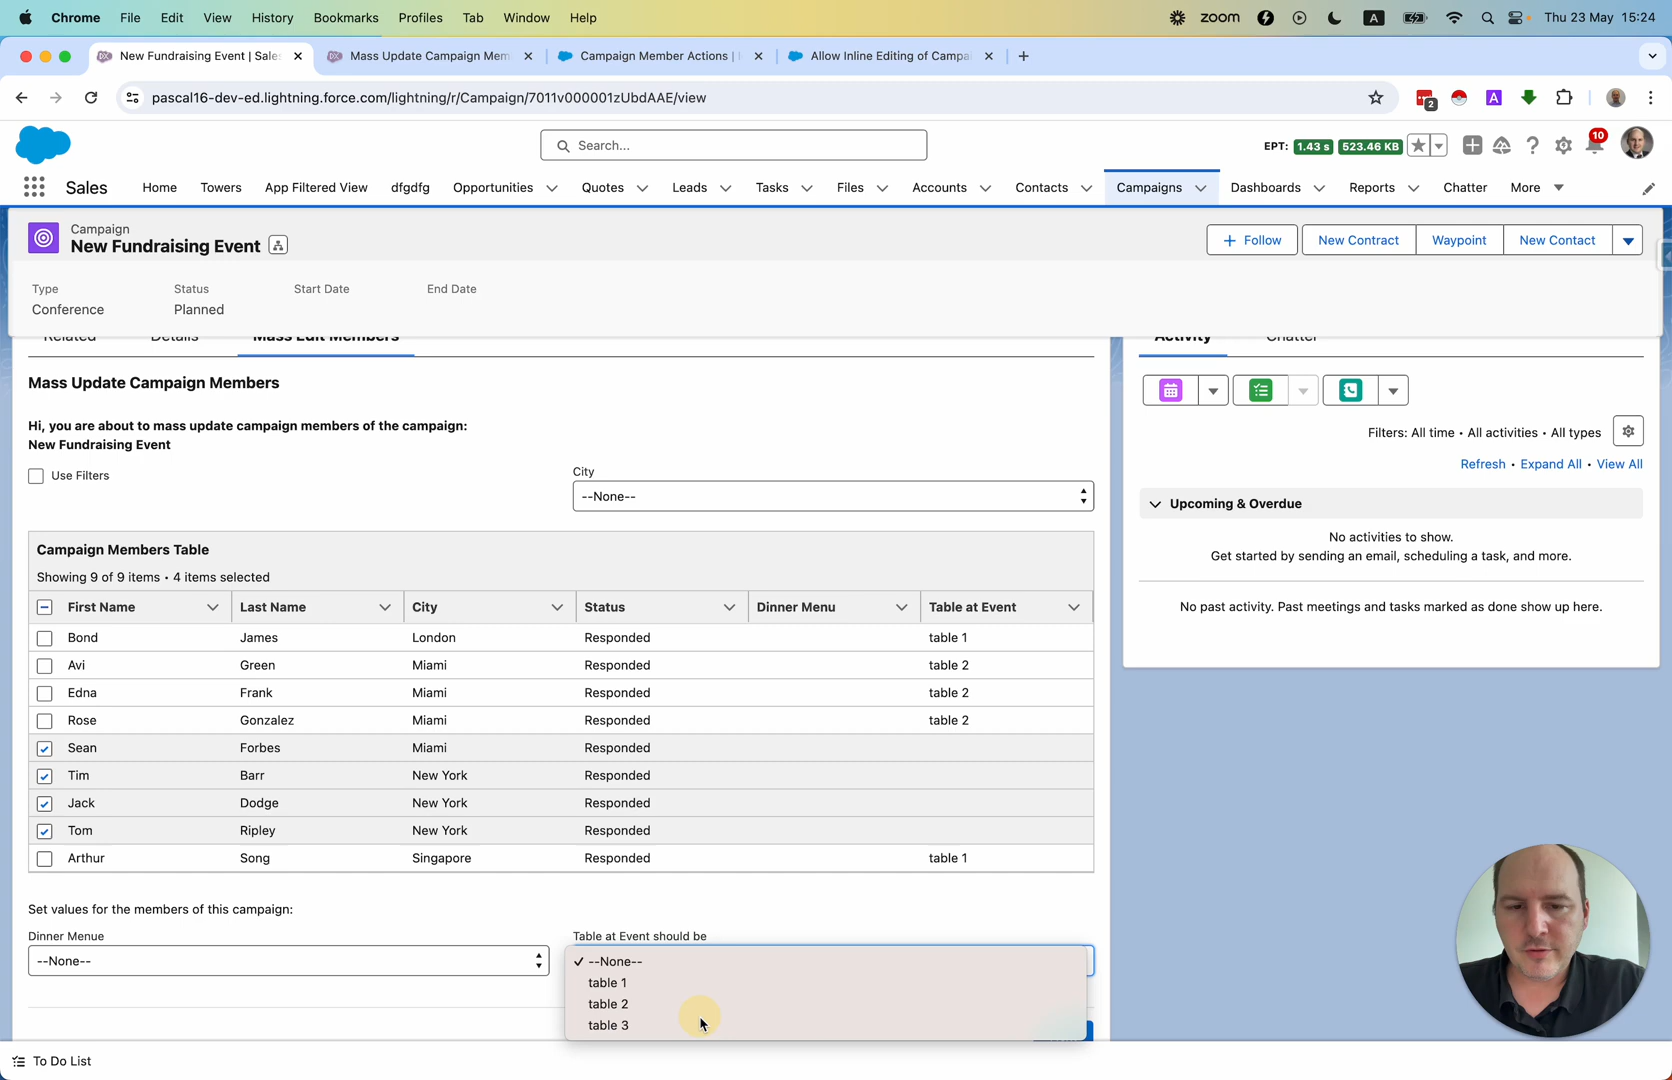 Chrome File Edit View History Bookmarks Profiles Tab Window Help zoom A Thu 23 May 15:24
New Fundraising Event | Sale Mass Update Campaign Mem Campaign Member Actions | Allow Inline Editing of Campai
pascal16-dev-ed.lightning.force.com/lightning/r/Campaign/7011v000001zUbdAAE/view 2 A
Search... EPT: 1.43 s 523.46 KB 10
Sales Home Towers App Filtered View dfgdfg Opportunities Quotes Leads Tasks Files Accounts Contacts Campaigns Dashboards Reports Chatter More
Campaign
New Fundraising Event
Follow New Contract Waypoint New Contact
Type Status Start Date End Date
Conference Planned
Related Details Mass Edit Members
Mass Update Campaign Members
Hi, you are about to mass update campaign members of the campaign:
New Fundraising Event
Use Filters
City
--None--
Campaign Members Table
Showing 9 of 9 items • 4 items selected
First Name Last Name City Status Dinner Menu Table at Event
Bond James London Responded table 1
Avi Green Miami Responded table 2
Edna Frank Miami Responded table 2
Rose Gonzalez Miami Responded table 2
Sean Forbes Miami Responded
Tim Barr New York Responded
Jack Dodge New York Responded
Tom Ripley New York Responded
Arthur Song Singapore Responded table 1
Set values for the members of this campaign:
Dinner Menue
--None--
Table at Event should be
--None--
table 1
table 2
table 3
Activity Chatter
Filters: All time • All activities • All types
Refresh • Expand All • View All
Upcoming & Overdue
No activities to show.
Get started by sending an email, scheduling a task, and more.
No past activity. Past meetings and tasks marked as done show up here.
To Do List